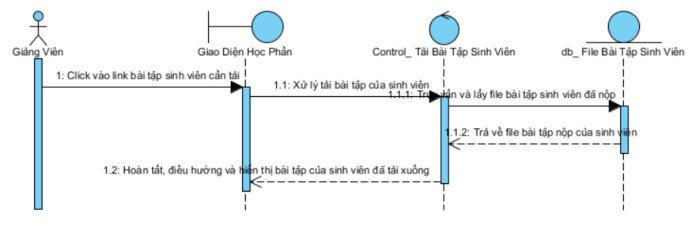 Giảng Viên
Giao Diện Học Phần
Control_ Tải Bài Tập Sinh Viên
db_ File Bài Tập Sinh Viên
1: Click vào link bài tập sinh viên cần tải
1.1: Xử lý tải bài tập của sinh viên
1.1.1: Truy vấn và lấy file bài tập sinh viên đã nộp
1.1.2: Trả về file bài tập nộp của sinh viên
1.2: Hoàn tất, điều hướng và hiển thị bài tập của sinh viên đã tải xuống